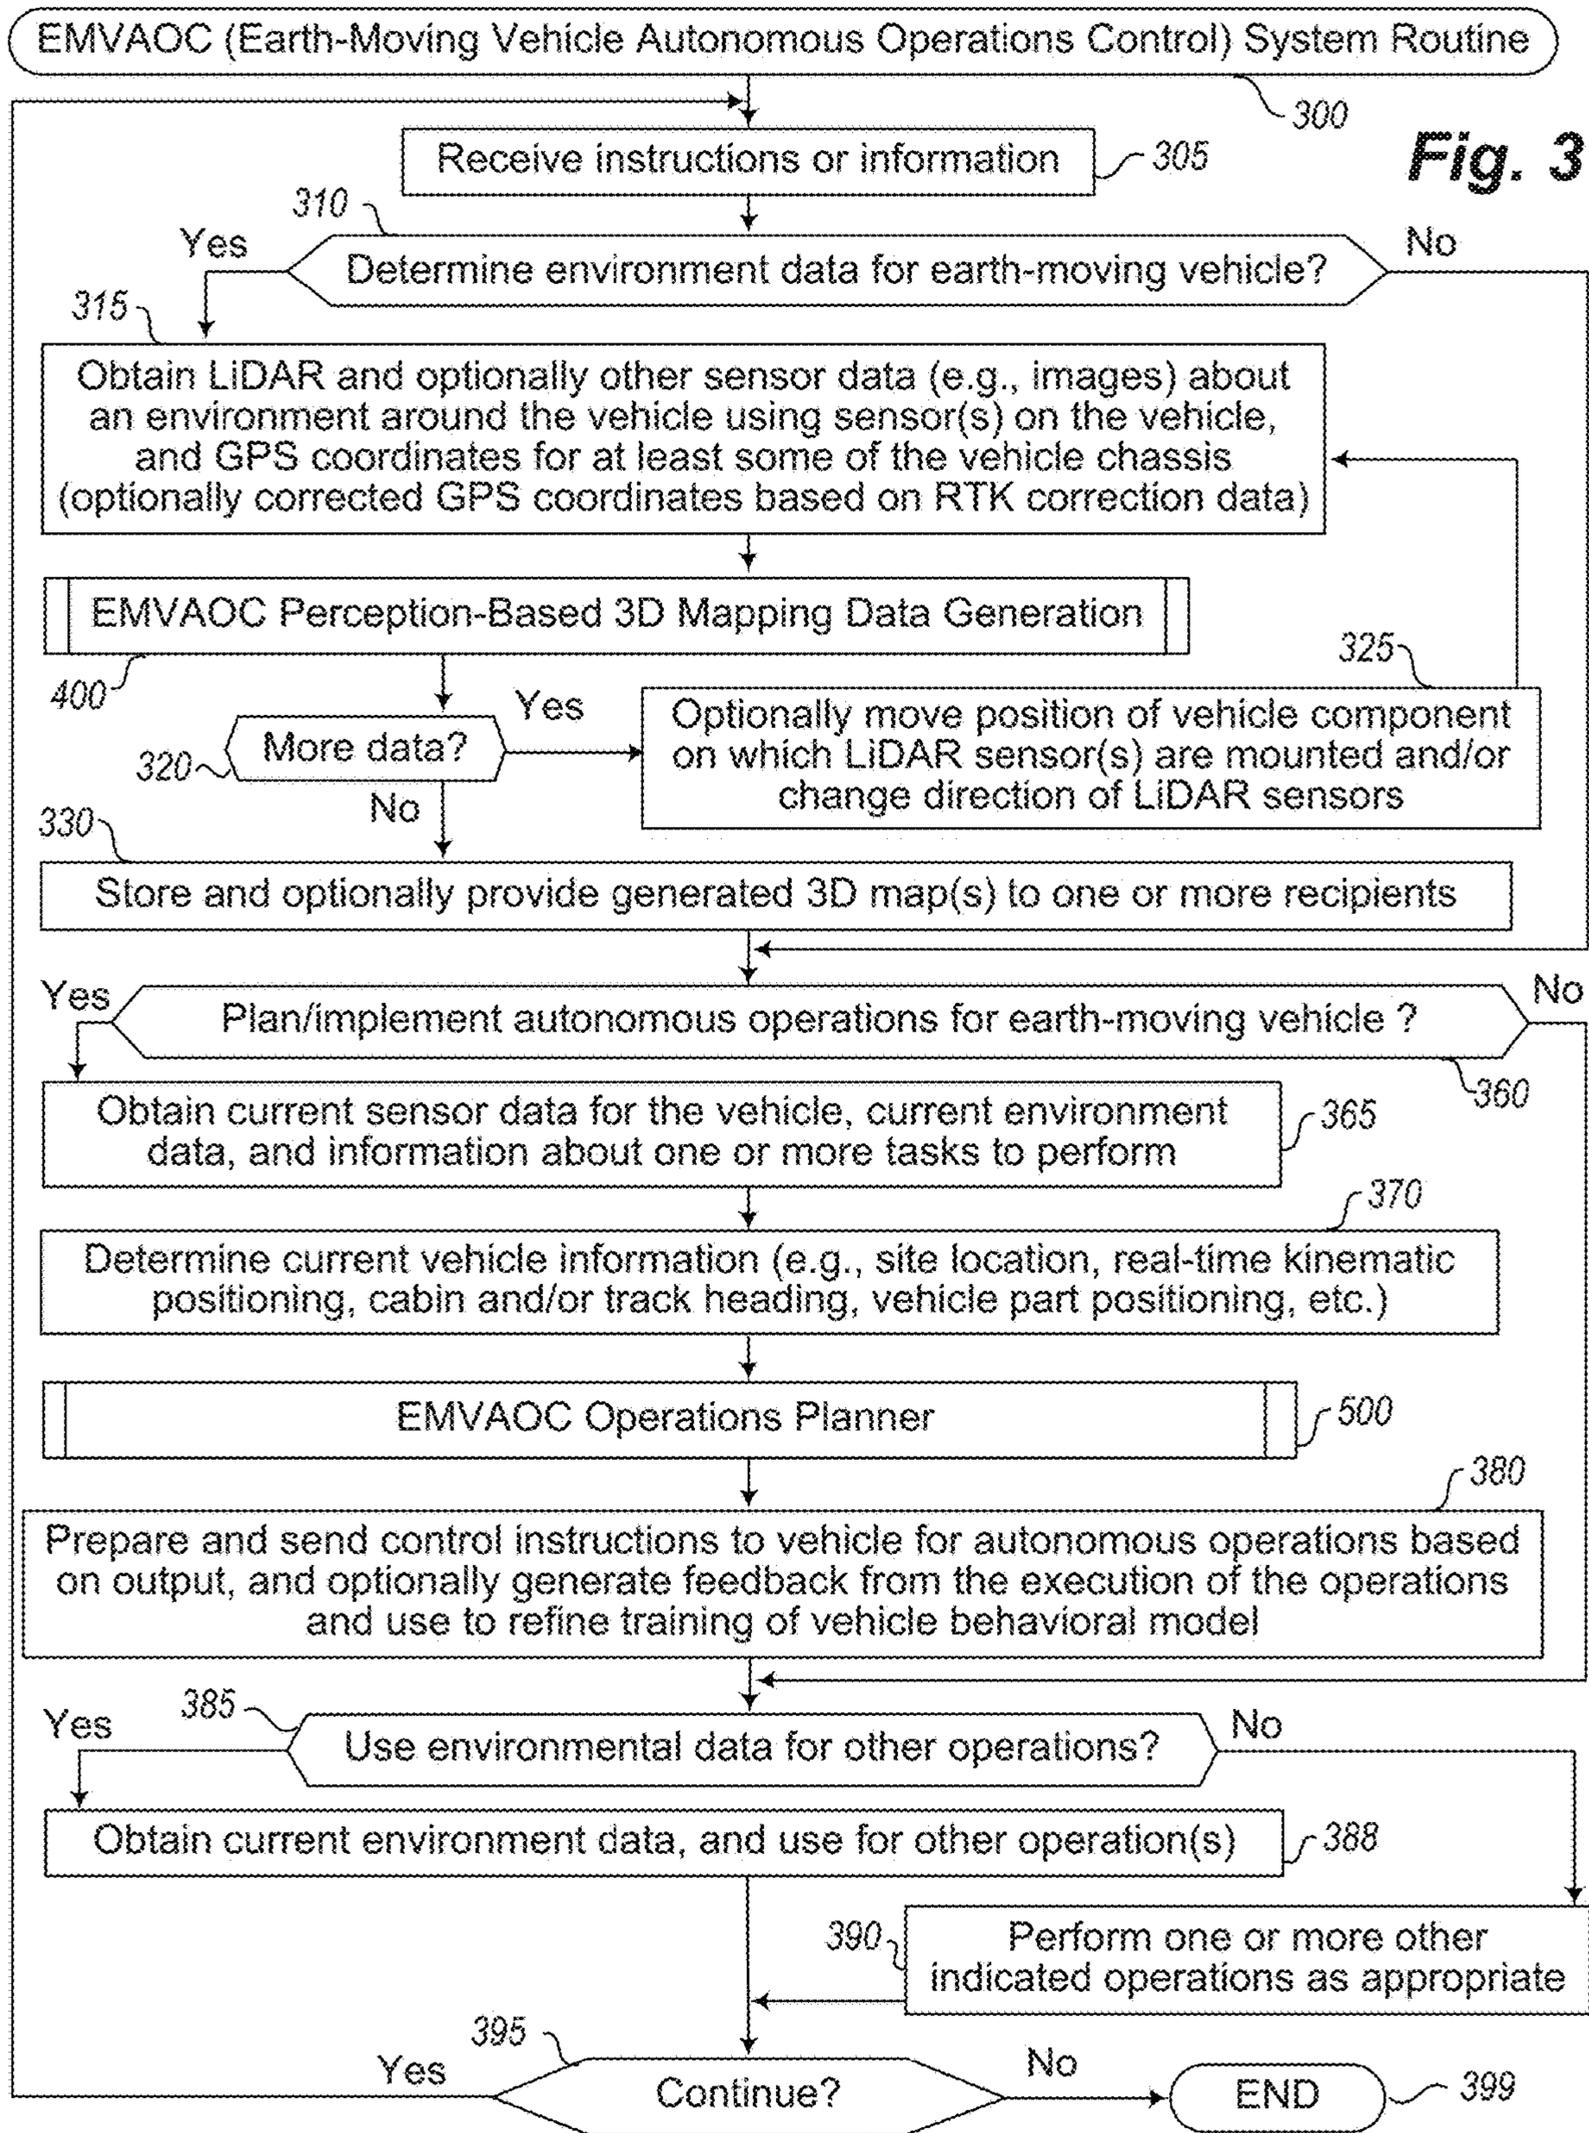 EMVAOC (Earth-Moving Vehicle Autonomous Operations Control) System Routine
300
Fig. 3
Receive instructions or information
305
310
Yes
Determine environment data for earth-moving vehicle?
No
315
Obtain LiDAR and optionally other sensor data (e.g., images) about
an environment around the vehicle using sensor(s) on the vehicle,
and GPS coordinates for at least some of the vehicle chassis
(optionally corrected GPS coordinates based on RTK correction data)
EMVAOC Perception-Based 3D Mapping Data Generation
400
325
Yes
More data?
320
Optionally move position of vehicle component
on which LiDAR sensor(s) are mounted and/or
change direction of LiDAR sensors
No
330
Store and optionally provide generated 3D map(s) to one or more recipients
Yes
Plan/implement autonomous operations for earth-moving vehicle ?
No
360
Obtain current sensor data for the vehicle, current environment
data, and information about one or more tasks to perform
365
370
Determine current vehicle information (e.g., site location, real-time kinematic
positioning, cabin and/or track heading, vehicle part positioning, etc.)
EMVAOC Operations Planner
500
380
Prepare and send control instructions to vehicle for autonomous operations based
on output, and optionally generate feedback from the execution of the operations
and use to refine training of vehicle behavioral model
385
Yes
Use environmental data for other operations?
No
Obtain current environment data, and use for other operation(s)
388
390
Perform one or more other
indicated operations as appropriate
395
Yes
Continue?
No
END
399